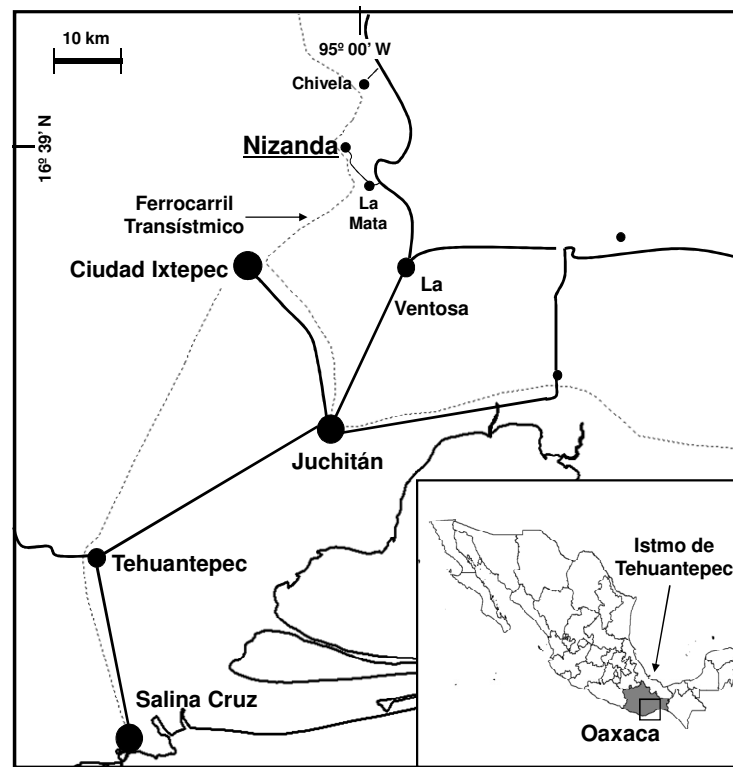 10 km
95º 00' W
Chivela
16º 39' N
Nizanda
La
Mata
Ferrocarril
Transístmico
Ciudad Ixtepec
La
Ventosa
Juchitán
Istmo de
Tehuantepec
Tehuantepec
Salina Cruz
Oaxaca